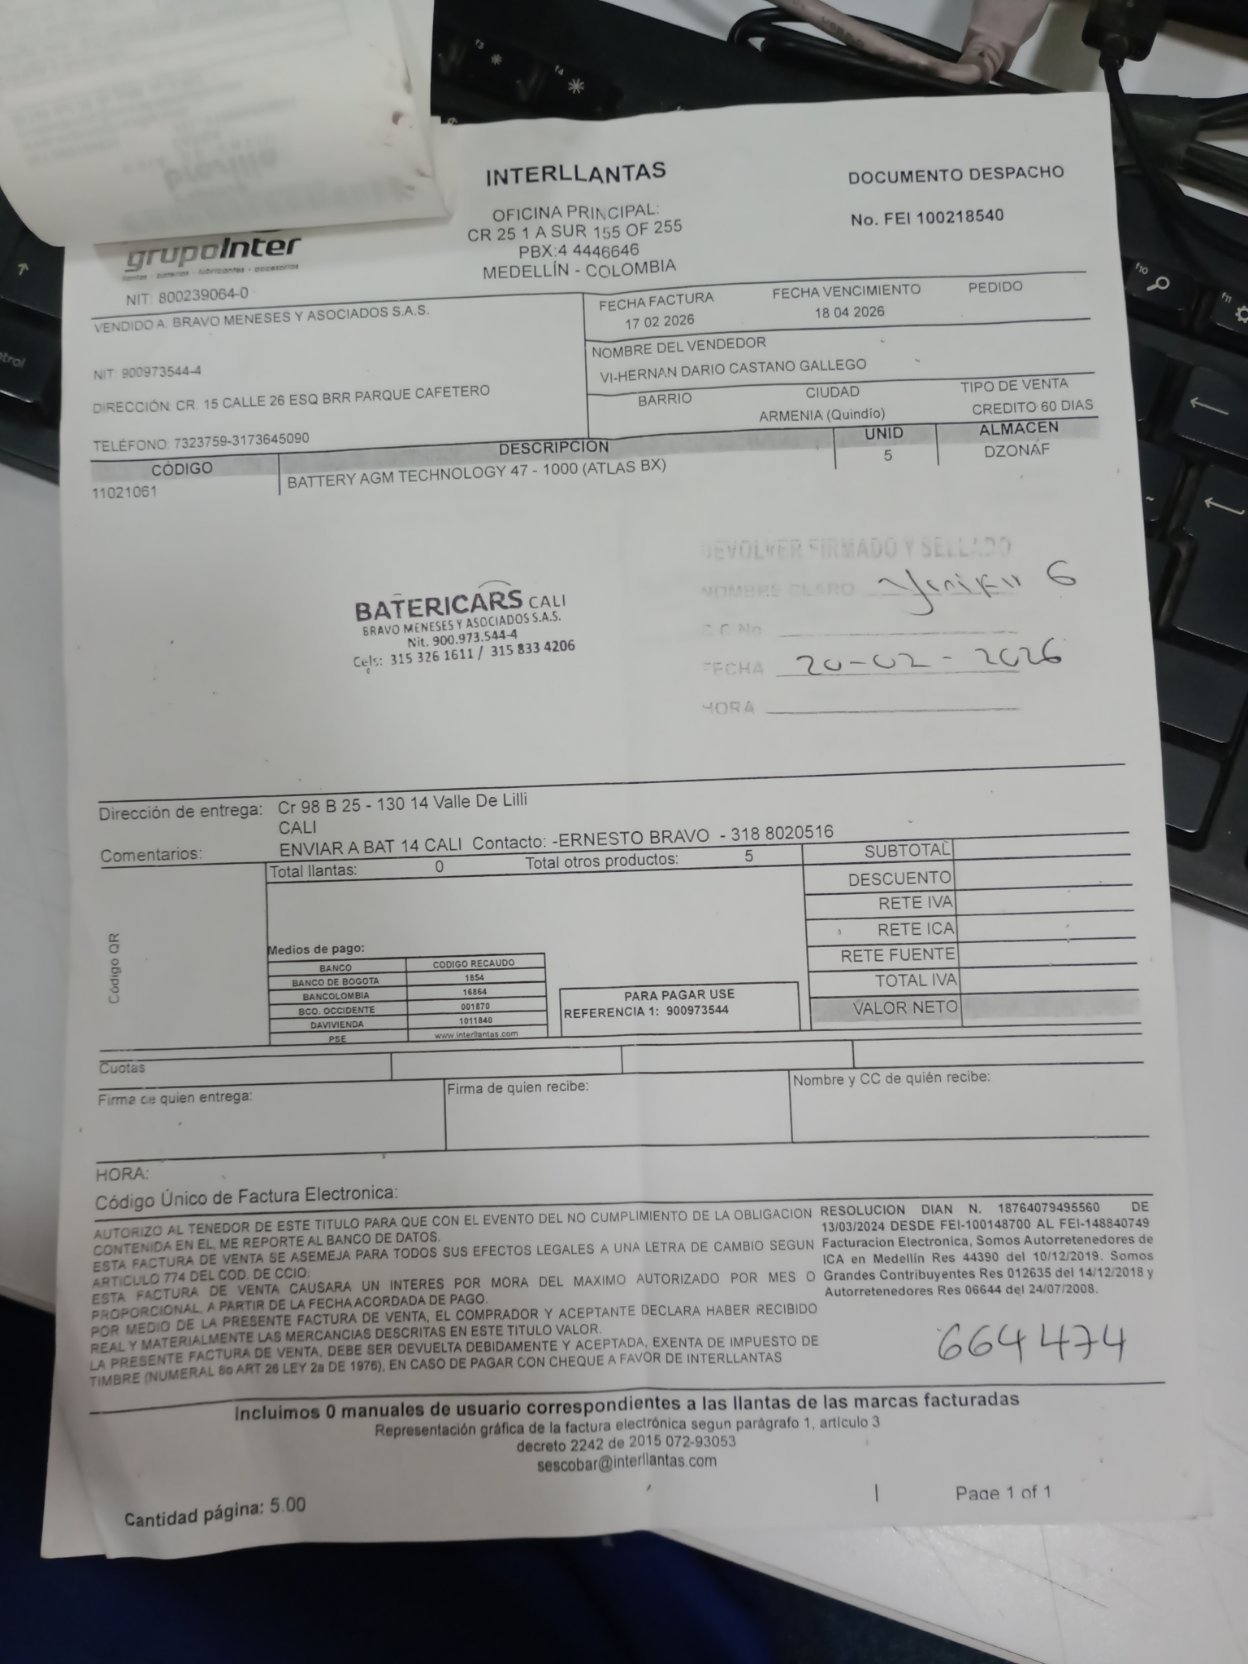 INTERLLANTAS
OFICINA PRINCIPAL:
CR 25 1 A SUR 155 OF 255
PBX:4 4446646
MEDELLÍN - COLOMBIA
DOCUMENTO DESPACHO
No. FEI 100218540
grupoInter
llantas - baterías - lubricantes - accesorios
NIT: 800239064-0
VENDIDO A: BRAVO MENESES Y ASOCIADOS S.A.S.
NIT: 900973544-4
DIRECCIÓN: CR. 15 CALLE 26 ESQ BRR PARQUE CAFETERO
TELÉFONO: 7323759-3173645090
FECHA FACTURA FECHA VENCIMIENTO PEDIDO
17 02 2026 18 04 2026
NOMBRE DEL VENDEDOR
VI-HERNAN DARIO CASTANO GALLEGO
BARRIO CIUDAD TIPO DE VENTA
ARMENIA (Quindío) CREDITO 60 DIAS
CÓDIGO DESCRIPCIÓN UNID ALMACEN
11021061 BATTERY AGM TECHNOLOGY 47 - 1000 (ATLAS BX) 5 DZONAF
DEVOLVER FIRMADO Y SELLADO
NOMBRE CLARO G
C.C No
FECHA 20-02-2026
HORA
BATERICARS CALI
BRAVO MENESES Y ASOCIADOS S.A.S.
Nit. 900.973.544-4
Cels: 315 326 1611 / 315 833 4206
Dirección de entrega: Cr 98 B 25 - 130 14 Valle De Lilli
CALI
Comentarios: ENVIAR A BAT 14 CALI Contacto: -ERNESTO BRAVO - 318 8020516
Total llantas: 0 Total otros productos: 5
SUBTOTAL
DESCUENTO
RETE IVA
RETE ICA
RETE FUENTE
TOTAL IVA
VALOR NETO
Código QR
Medios de pago:
BANCO CODIGO RECAUDO
BANCO DE BOGOTA 1854
BANCOLOMBIA 16864
BCO. OCCIDENTE 001870
DAVIVIENDA 1011840
PSE www.interllantas.com
PARA PAGAR USE
REFERENCIA 1: 900973544
Cuotas
Firma de quien entrega: Firma de quien recibe: Nombre y CC de quién recibe:
HORA:
Código Único de Factura Electronica:
AUTORIZO AL TENEDOR DE ESTE TITULO PARA QUE CON EL EVENTO DEL NO CUMPLIMIENTO DE LA OBLIGACION
CONTENIDA EN EL, ME REPORTE AL BANCO DE DATOS.
ESTA FACTURA DE VENTA SE ASEMEJA PARA TODOS SUS EFECTOS LEGALES A UNA LETRA DE CAMBIO SEGUN
ARTICULO 774 DEL COD. DE CCIO.
ESTA FACTURA DE VENTA CAUSARA UN INTERES POR MORA DEL MAXIMO AUTORIZADO POR MES O
PROPORCIONAL, A PARTIR DE LA FECHA ACORDADA DE PAGO.
POR MEDIO DE LA PRESENTE FACTURA DE VENTA, EL COMPRADOR Y ACEPTANTE DECLARA HABER RECIBIDO
REAL Y MATERIALMENTE LAS MERCANCIAS DESCRITAS EN ESTE TITULO VALOR.
LA PRESENTE FACTURA DE VENTA, DEBE SER DEVUELTA DEBIDAMENTE Y ACEPTADA, EXENTA DE IMPUESTO DE
TIMBRE (NUMERAL 8o ART 26 LEY 2a DE 1976), EN CASO DE PAGAR CON CHEQUE A FAVOR DE INTERLLANTAS
RESOLUCION DIAN N. 18764079495560 DE
13/03/2024 DESDE FEI-100148700 AL FEI-148840749
Facturacion Electronica, Somos Autorretenedores de
ICA en Medellín Res 44390 del 10/12/2019. Somos
Grandes Contribuyentes Res 012635 del 14/12/2018 y
Autorretenedores Res 06644 del 24/07/2008.
664474
Incluimos 0 manuales de usuario correspondientes a las llantas de las marcas facturadas
Representación gráfica de la factura electrónica segun parágrafo 1, artículo 3
decreto 2242 de 2015 072-93053
sescobar@interllantas.com
Cantidad página: 5.00
Page 1 of 1